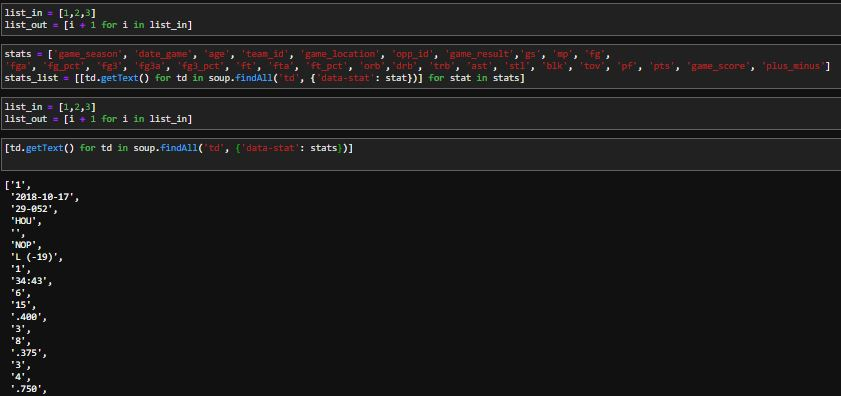 list_in = [1,2,3]
list_out = [i + 1 for i in list_in]
stats = ['game_season', 'date_game', 'age', 'team_id', 'game_location', 'opp_id', 'game_result','gs', 'mp', 'fg',
'fga', 'fg_pct', 'fg3', 'fg3a', 'fg3_pct', 'ft', 'fta', 'ft_pct', 'orb','drb', 'trb', 'ast', 'stl', 'blk', 'tov', 'pf', 'pts', 'game_score', 'plus_minus']
stats_list = [[td.getText() for td in soup.findAll('td', {'data-stat': stat})] for stat in stats]
list_in = [1,2,3]
list_out = [i + 1 for i in list_in]
[td.getText() for td in soup.findAll('td', {'data-stat': stats})]
['1',
'2018-10-17',
'29-052',
'HOU',
'',
'NOP',
'L (-19)',
'1',
'34:43',
'6',
'15',
'.400',
'3',
'8',
'.375',
'3',
'4',
'.750',